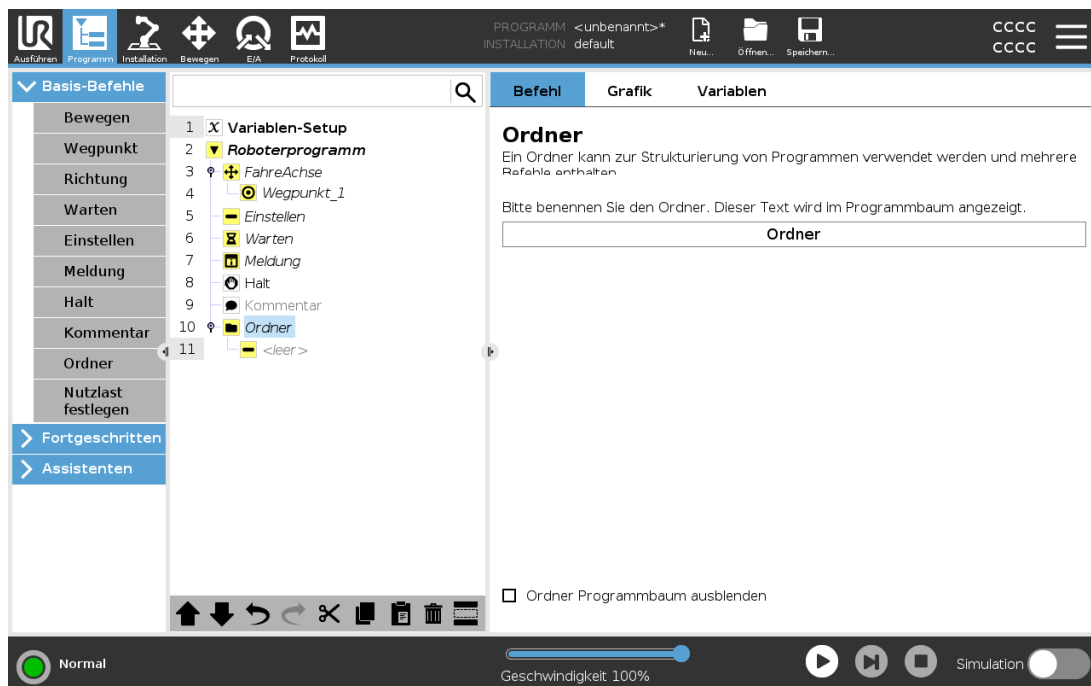 PROGRAMM <unbenannt>*
INSTALLATION default
Ausführen Programm Installation Bewegen E/A Protokoll
Neu... Öffnen... Speichern...
CCCC
CCCC
Basis-Befehle
Bewegen
Wegpunkt
Richtung
Warten
Einstellen
Meldung
Halt
Kommentar
Ordner
Nutzlast
festlegen
Fortgeschritten
Assistenten
1 X Variablen-Setup
2 Roboterprogramm
3 FahreAchse
4 Wegpunkt_1
5 Einstellen
6 Warten
7 Meldung
8 Halt
9 Kommentar
10 Ordner
11 <leer>
Befehl Grafik Variablen
Ordner
Ein Ordner kann zur Strukturierung von Programmen verwendet werden und mehrere
Befehle enthalten
Bitte benennen Sie den Ordner. Dieser Text wird im Programmbaum angezeigt.
Ordner
Ordner Programmbaum ausblenden
Normal
Geschwindigkeit 100%
Simulation